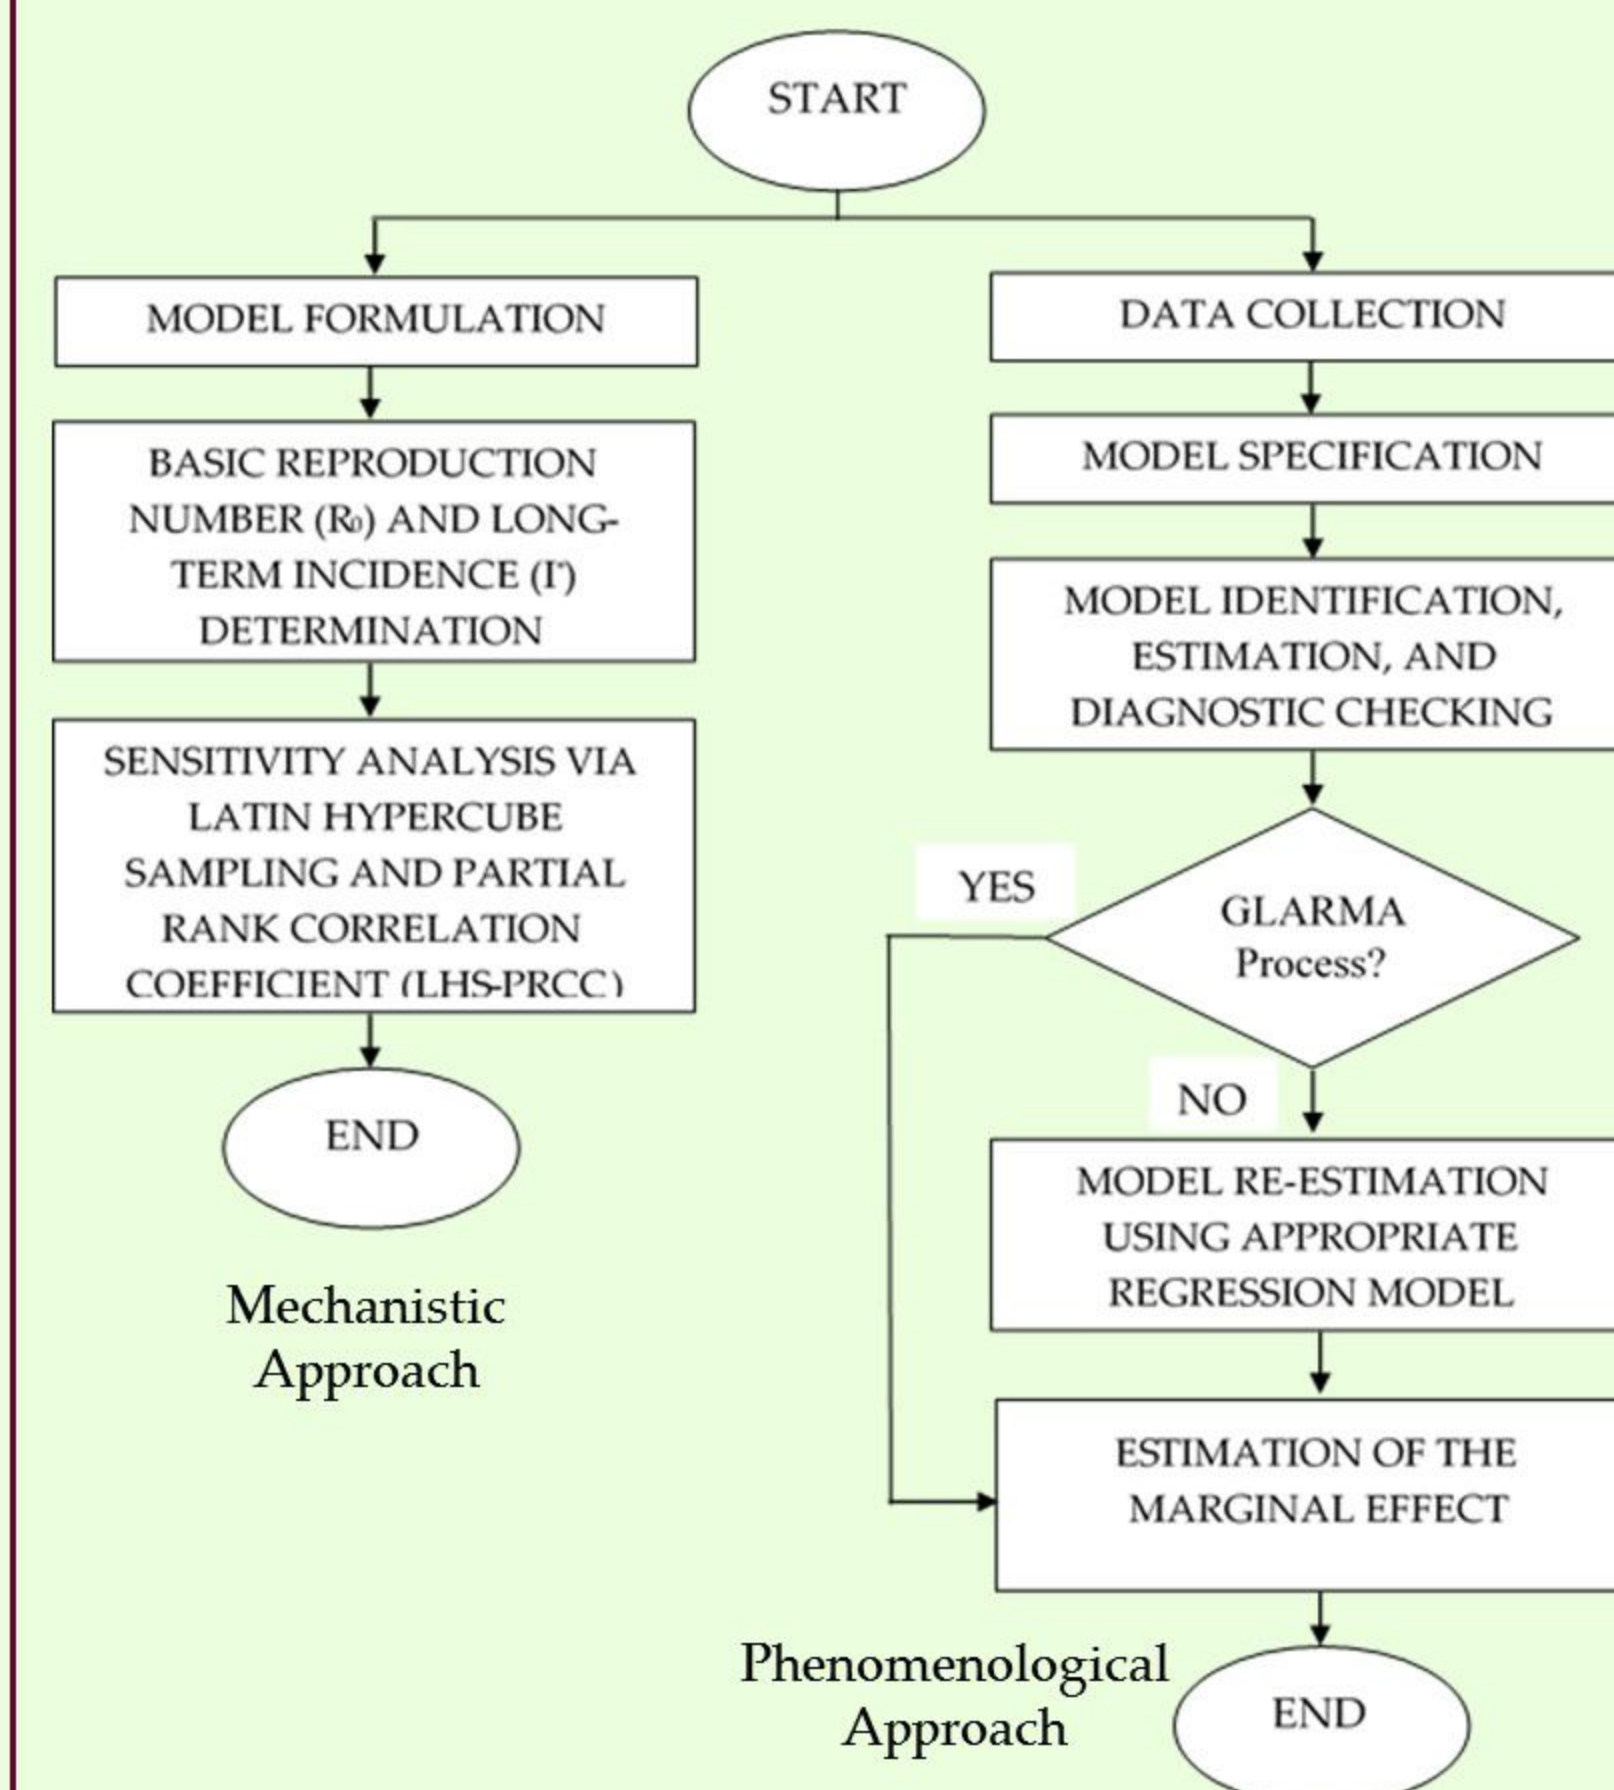 START
MODEL FORMULATION
BASIC REPRODUCTION
NUMBER (R₀) AND LONG-
TERM INCIDENCE (I*)
DETERMINATION
SENSITIVITY ANALYSIS VIA
LATIN HYPERCUBE
SAMPLING AND PARTIAL
RANK CORRELATION
COEFFICIENT (LHS-PRCC)
END
Mechanistic
Approach
DATA COLLECTION
MODEL SPECIFICATION
MODEL IDENTIFICATION,
ESTIMATION, AND
DIAGNOSTIC CHECKING
YES
GLARMA
Process?
NO
MODEL RE-ESTIMATION
USING APPROPRIATE
REGRESSION MODEL
ESTIMATION OF THE
MARGINAL EFFECT
Phenomenological
Approach
END